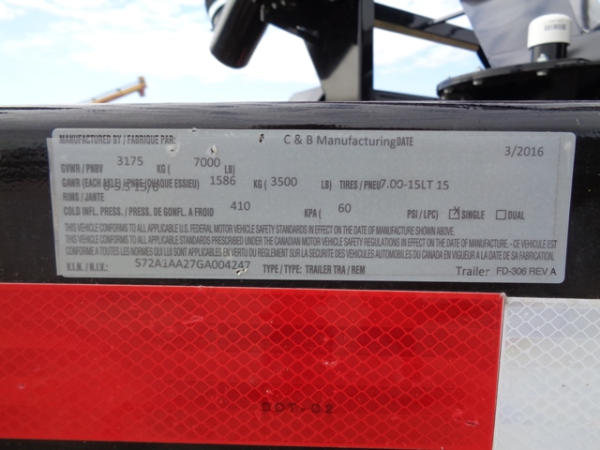 MANUFACTURED BY / FABRIQUE PAR: C & B Manufacturing DATE 3/2016
GVWR / PNBV 3175 KG ( 7000 LB)
GAWR (EACH AXLE) / PNBE (CHAQUE ESSIEU) 1586 KG ( 3500 LB) TIRES / PNEU 7.00-15LT 15
RIMS / JANTE
COLD INFL. PRESS. / PRESS. DE GONFL. A FROID 410 KPA ( 60 PSI / LPC) X SINGLE DUAL
THIS VEHICLE CONFORMS TO ALL APPLICABLE U.S. FEDERAL MOTOR VEHICLE SAFETY STANDARDS IN EFFECT ON THE DATE OF MANUFACTURE SHOWN ABOVE.
THIS VEHICLE CONFORMS TO ALL APPLICABLE STANDARDS PRESCRIBED UNDER THE CANADIAN MOTOR VEHICLE SAFETY REGULATIONS IN EFFECT ON THE DATE OF MANUFACTURE - CE VEHICULE EST
CONFORME A TOUTES LES NORMES QUI LUI SONT APPLICABLES EN VERTU DU REGLEMENT SUR LA SECURITE DES VEHICULES AUTOMOBILES DU CANADA EN VIGUEUR A LA DATE DE SA FABRICATION.
V.I.N. / N.I.V.: 572A1AA27GA004247 TYPE / TYPE: TRAILER TRA / REM Trailer FD-306 REV A
DOT-C2